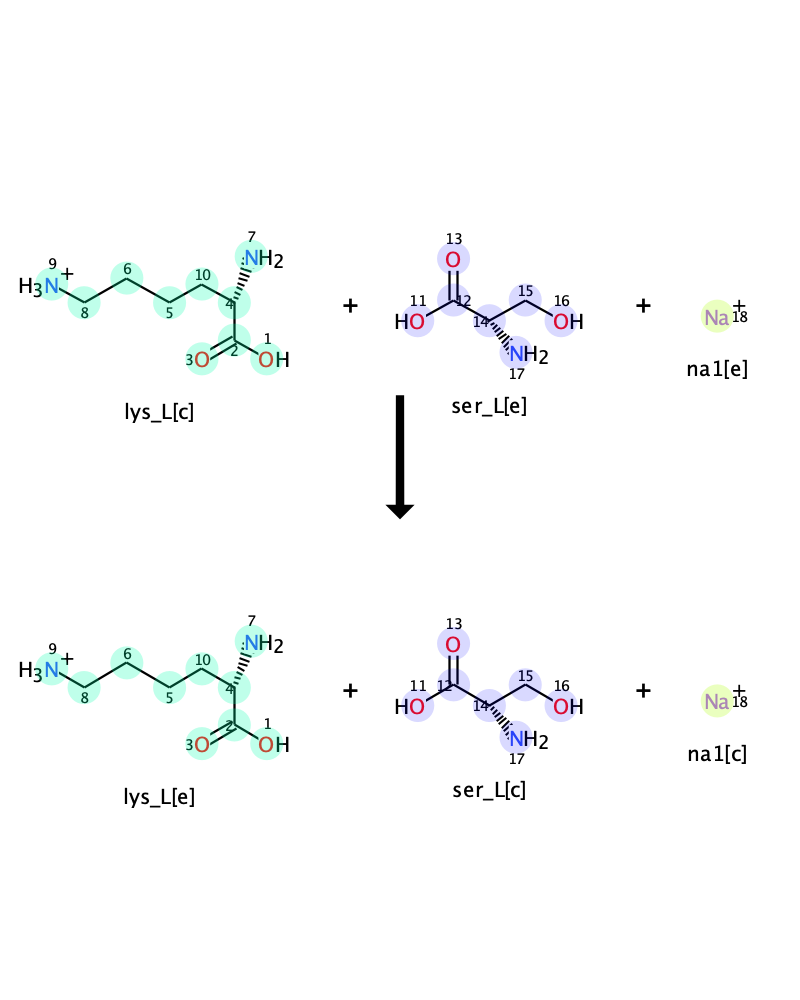 7
NH2
9
H3N+
6
10
4
8
5
1
3
O
2
OH
lys_L[c]
+
13
O
11
HO
12
15
16
OH
14
NH2
17
ser_L[e]
+
Na+
18
na1[e]
7
NH2
9
H3N+
6
10
4
8
5
1
3
O
2
OH
lys_L[e]
+
13
O
11
HO
12
15
16
OH
14
NH2
17
ser_L[c]
+
Na+
18
na1[c]